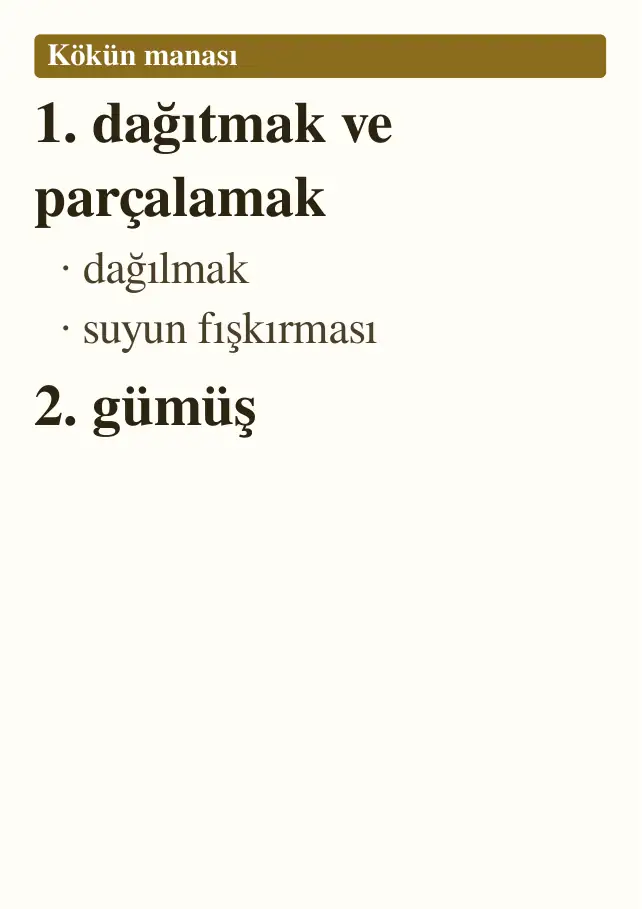 Kökün manası
1. dağıtmak ve
parçalamak
· dağılmak
· suyun fışkırması
2. gümüş